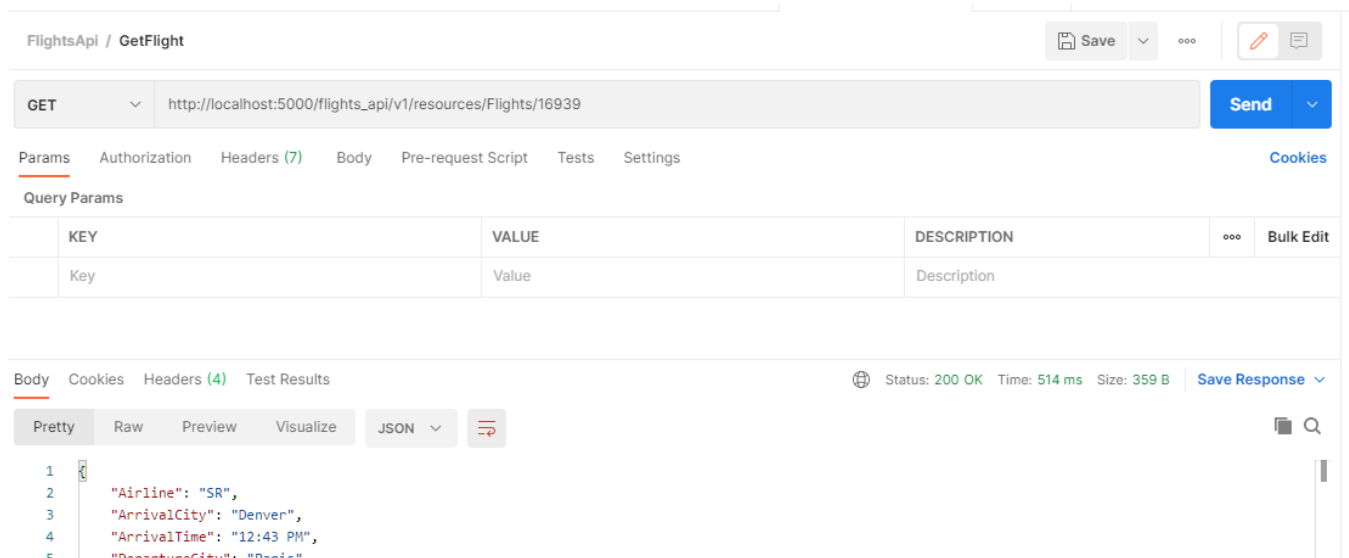 FlightsApi / GetFlight Save
GET http://localhost:5000/flights_api/v1/resources/Flights/16939 Send
Params Authorization Headers (7) Body Pre-request Script Tests Settings Cookies
Query Params
KEY VALUE DESCRIPTION Bulk Edit
Key Value Description
Body Cookies Headers (4) Test Results Status: 200 OK Time: 514 ms Size: 359 B Save Response
Pretty Raw Preview Visualize JSON
1 {
2 "Airline": "SR",
3 "ArrivalCity": "Denver",
4 "ArrivalTime": "12:43 PM",
5 "DepartureCity": "Paris"